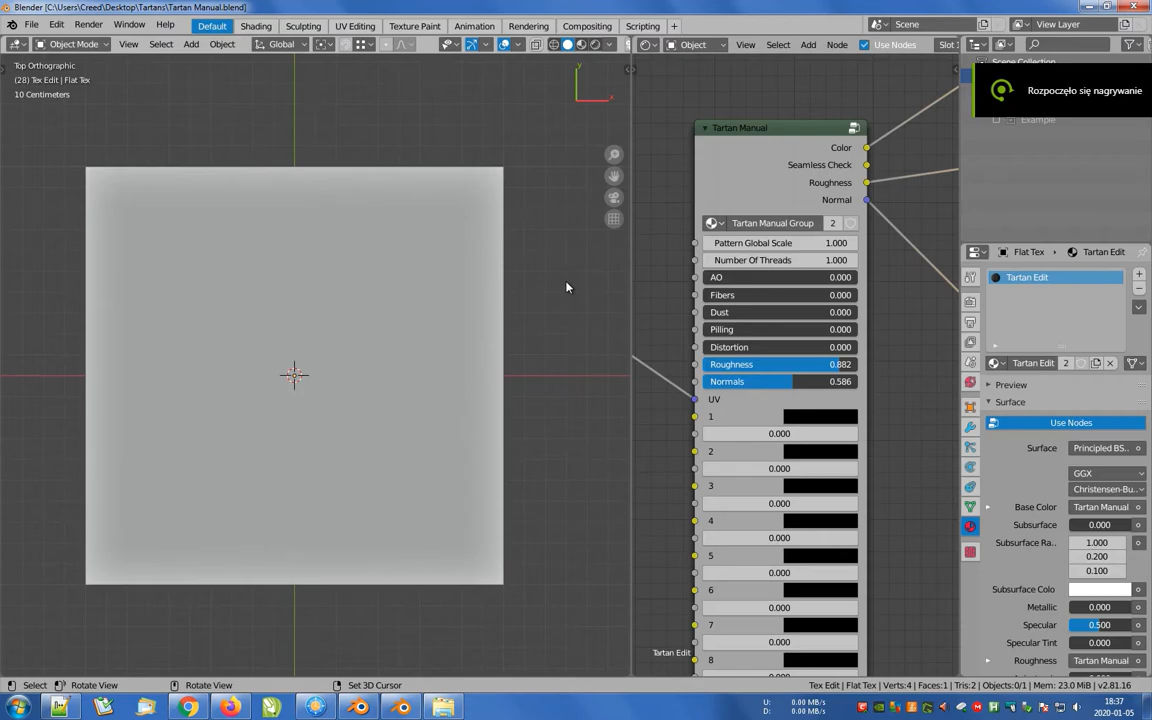 Blender [C:\Users\Creed\Desktop\Tartans\Tartan Manual.blend]
File Edit Render Window Help Default Shading Sculpting UV Editing Texture Paint Animation Rendering Compositing Scripting + Scene View Layer
Object Mode View Select Add Object Global Object View Select Add Node Use Nodes Slot 1
Top Orthographic
(28) Tex Edit | Flat Tex
10 Centimeters
y
x
Rozpoczęło się nagrywanie
Example
Tartan Manual
Color
Seamless Check
Roughness
Normal
Tartan Manual Group 2
Pattern Global Scale 1.000
Number Of Threads 1.000
AO 0.000
Fibers 0.000
Dust 0.000
Pilling 0.000
Distortion 0.000
Roughness 0.882
Normals 0.586
UV
1
0.000
2
0.000
3
0.000
4
0.000
5
0.000
6
0.000
7
0.000
8
Tartan Edit
Flat Tex Tartan Edit
Tartan Edit
Tartan Edit 2
Preview
Surface
Use Nodes
Surface Principled BS..
GGX
Christensen-Bu..
Base Color Tartan Manual
Subsurface 0.000
Subsurface Ra.. 1.000
0.200
0.100
Subsurface Colo
Metallic 0.000
Specular 0.500
Specular Tint 0.000
Roughness Tartan Manual
Select Rotate View Rotate View Set 3D Cursor Tex Edit | Flat Tex | Verts:4 | Faces:1 | Tris:2 | Objects:0/1 | Mem: 23.0 MiB | v2.81.16
U: 0.00 MB/s
D: 0.00 MB/s
18:37
2020-01-05